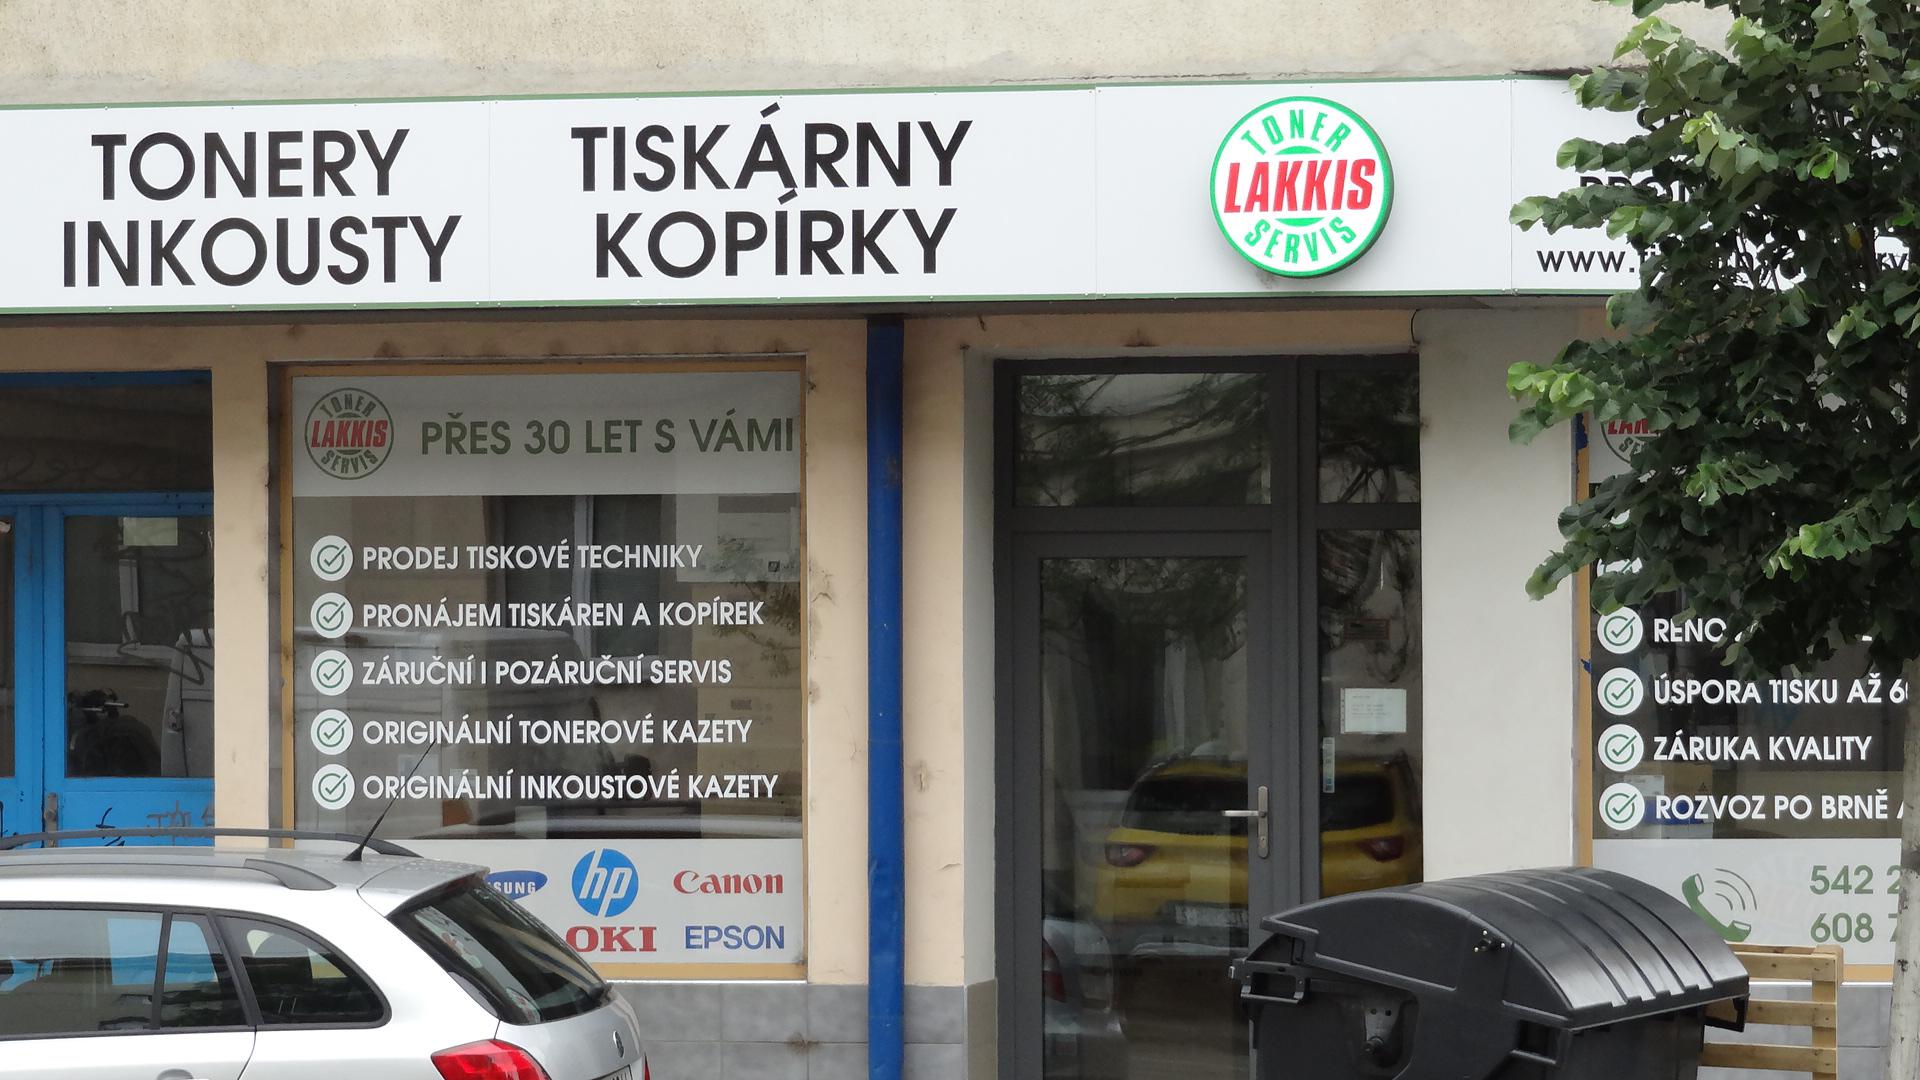 TONERY
INKOUSTY
TISKÁRNY
KOPÍRKY
TONER
LAKKIS
SERVIS
TONER
LAKKIS
SERVIS
PŘES 30 LET S VÁMI
PRODEJ TISKOVÉ TECHNIKY
PRONÁJEM TISKÁREN A KOPÍREK
ZÁRUČNÍ I POZÁRUČNÍ SERVIS
ORIGINÁLNÍ TONEROVÉ KAZETY
ORIGINÁLNÍ INKOUSTOVÉ KAZETY
hp
Canon
OKI
EPSON
ÚSPORA TISKU AŽ
ZÁRUKA KVALITY
ROZVOZ PO BRNĚ
542
608